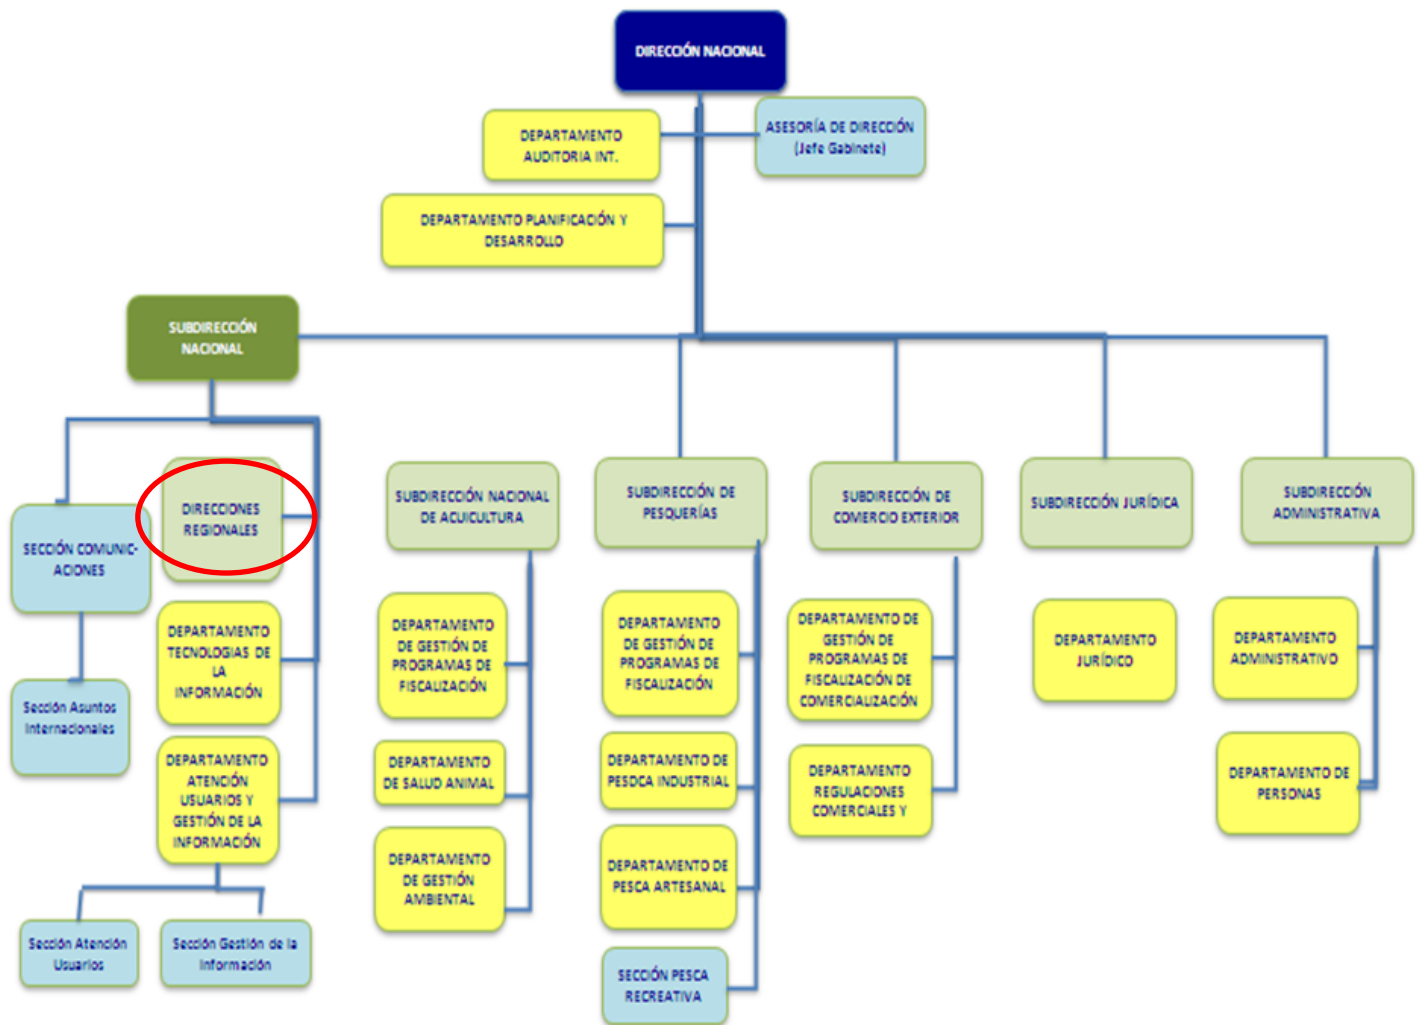 DIRECCIÓN NACIONAL
DEPARTAMENTO
AUDITORIA INT.
ASESORÍA DE DIRECCIÓN
(Jefe Gabinete)
DEPARTAMENTO PLANIFICACIÓN Y
DESARROLLO
SUBDIRECCIÓN
NACIONAL
SECCIÓN COMUNIC-
ACIONES
DIRECCIONES
REGIONALES
SUBDIRECCIÓN NACIONAL
DE ACUICULTURA
SUBDIRECCIÓN DE
PESQUERÍAS
SUBDIRECCIÓN DE
COMERCIO EXTERIOR
SUBDIRECCIÓN JURÍDICA
SUBDIRECCIÓN
ADMINISTRATIVA
Sección Asuntos
Internacionales
DEPARTAMENTO
TECNOLOGIAS DE
LA
INFORMACIÓN
DEPARTAMENTO
ATENCIÓN
USUARIOS Y
GESTIÓN DE LA
INFORMACIÓN
Sección Atención
Usuarios
Sección Gestión de la
Información
DEPARTAMENTO
DE GESTIÓN DE
PROGRAMAS DE
FISCALIZACIÓN
DEPARTAMENTO
DE SALUD ANIMAL
DEPARTAMENTO
DE GESTIÓN
AMBIENTAL
DEPARTAMENTO
DE GESTIÓN DE
PROGRAMAS DE
FISCALIZACIÓN
DEPARTAMENTO DE
PESDCA INDUSTRIAL
DEPARTAMENTO DE
PESCA ARTESANAL
SECCIÓN PESCA
RECREATIVA
DEPARTAMENTO DE
GESTIÓN DE
PROGRAMAS DE
FISCALIZACIÓN DE
COMERCIALIZACIÓN
DEPARTAMENTO
REGULACIONES
COMERCIALES Y
DEPARTAMENTO
JURÍDICO
DEPARTAMENTO
ADMINISTRATIVO
DEPARTAMENTO DE
PERSONAS